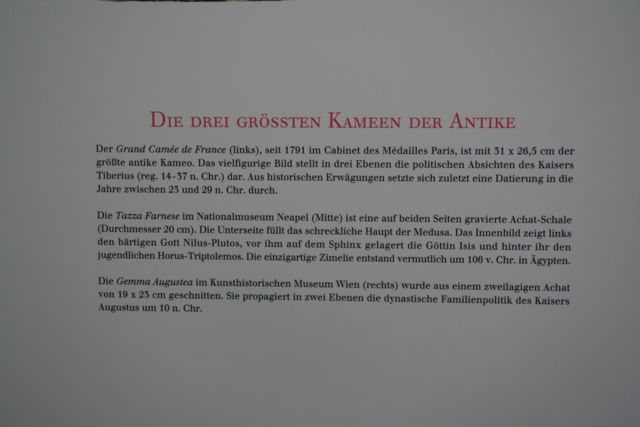 Die drei grössten Kameen der Antike
Der Grand Camée de France (links), seit 1791 im Cabinet des Médailles Paris, ist mit 31 x 26,5 cm der
größte antike Kameo. Das vielfigurige Bild stellt in drei Ebenen die politischen Absichten des Kaisers
Tiberius (reg. 14-37 n. Chr.) dar. Aus historischen Erwägungen setzte sich zuletzt eine Datierung in die
Jahre zwischen 23 und 29 n. Chr. durch.
Die Tazza Farnese im Nationalmuseum Neapel (Mitte) ist eine auf beiden Seiten gravierte Achat-Schale
(Durchmesser 20 cm). Die Unterseite füllt das schreckliche Haupt der Medusa. Das Innenbild zeigt links
den bärtigen Gott Nilus-Plutos, vor ihm auf dem Sphinx gelagert die Göttin Isis und hinter ihr den
jugendlichen Horus-Triptolemos. Die einzigartige Zimelie entstand vermutlich um 106 v. Chr. in Ägypten.
Die Gemma Augustea im Kunsthistorischen Museum Wien (rechts) wurde aus einem zweilagigen Achat
von 19 x 23 cm geschnitten. Sie propagiert in zwei Ebenen die dynastische Familienpolitik des Kaisers
Augustus um 10 n. Chr.